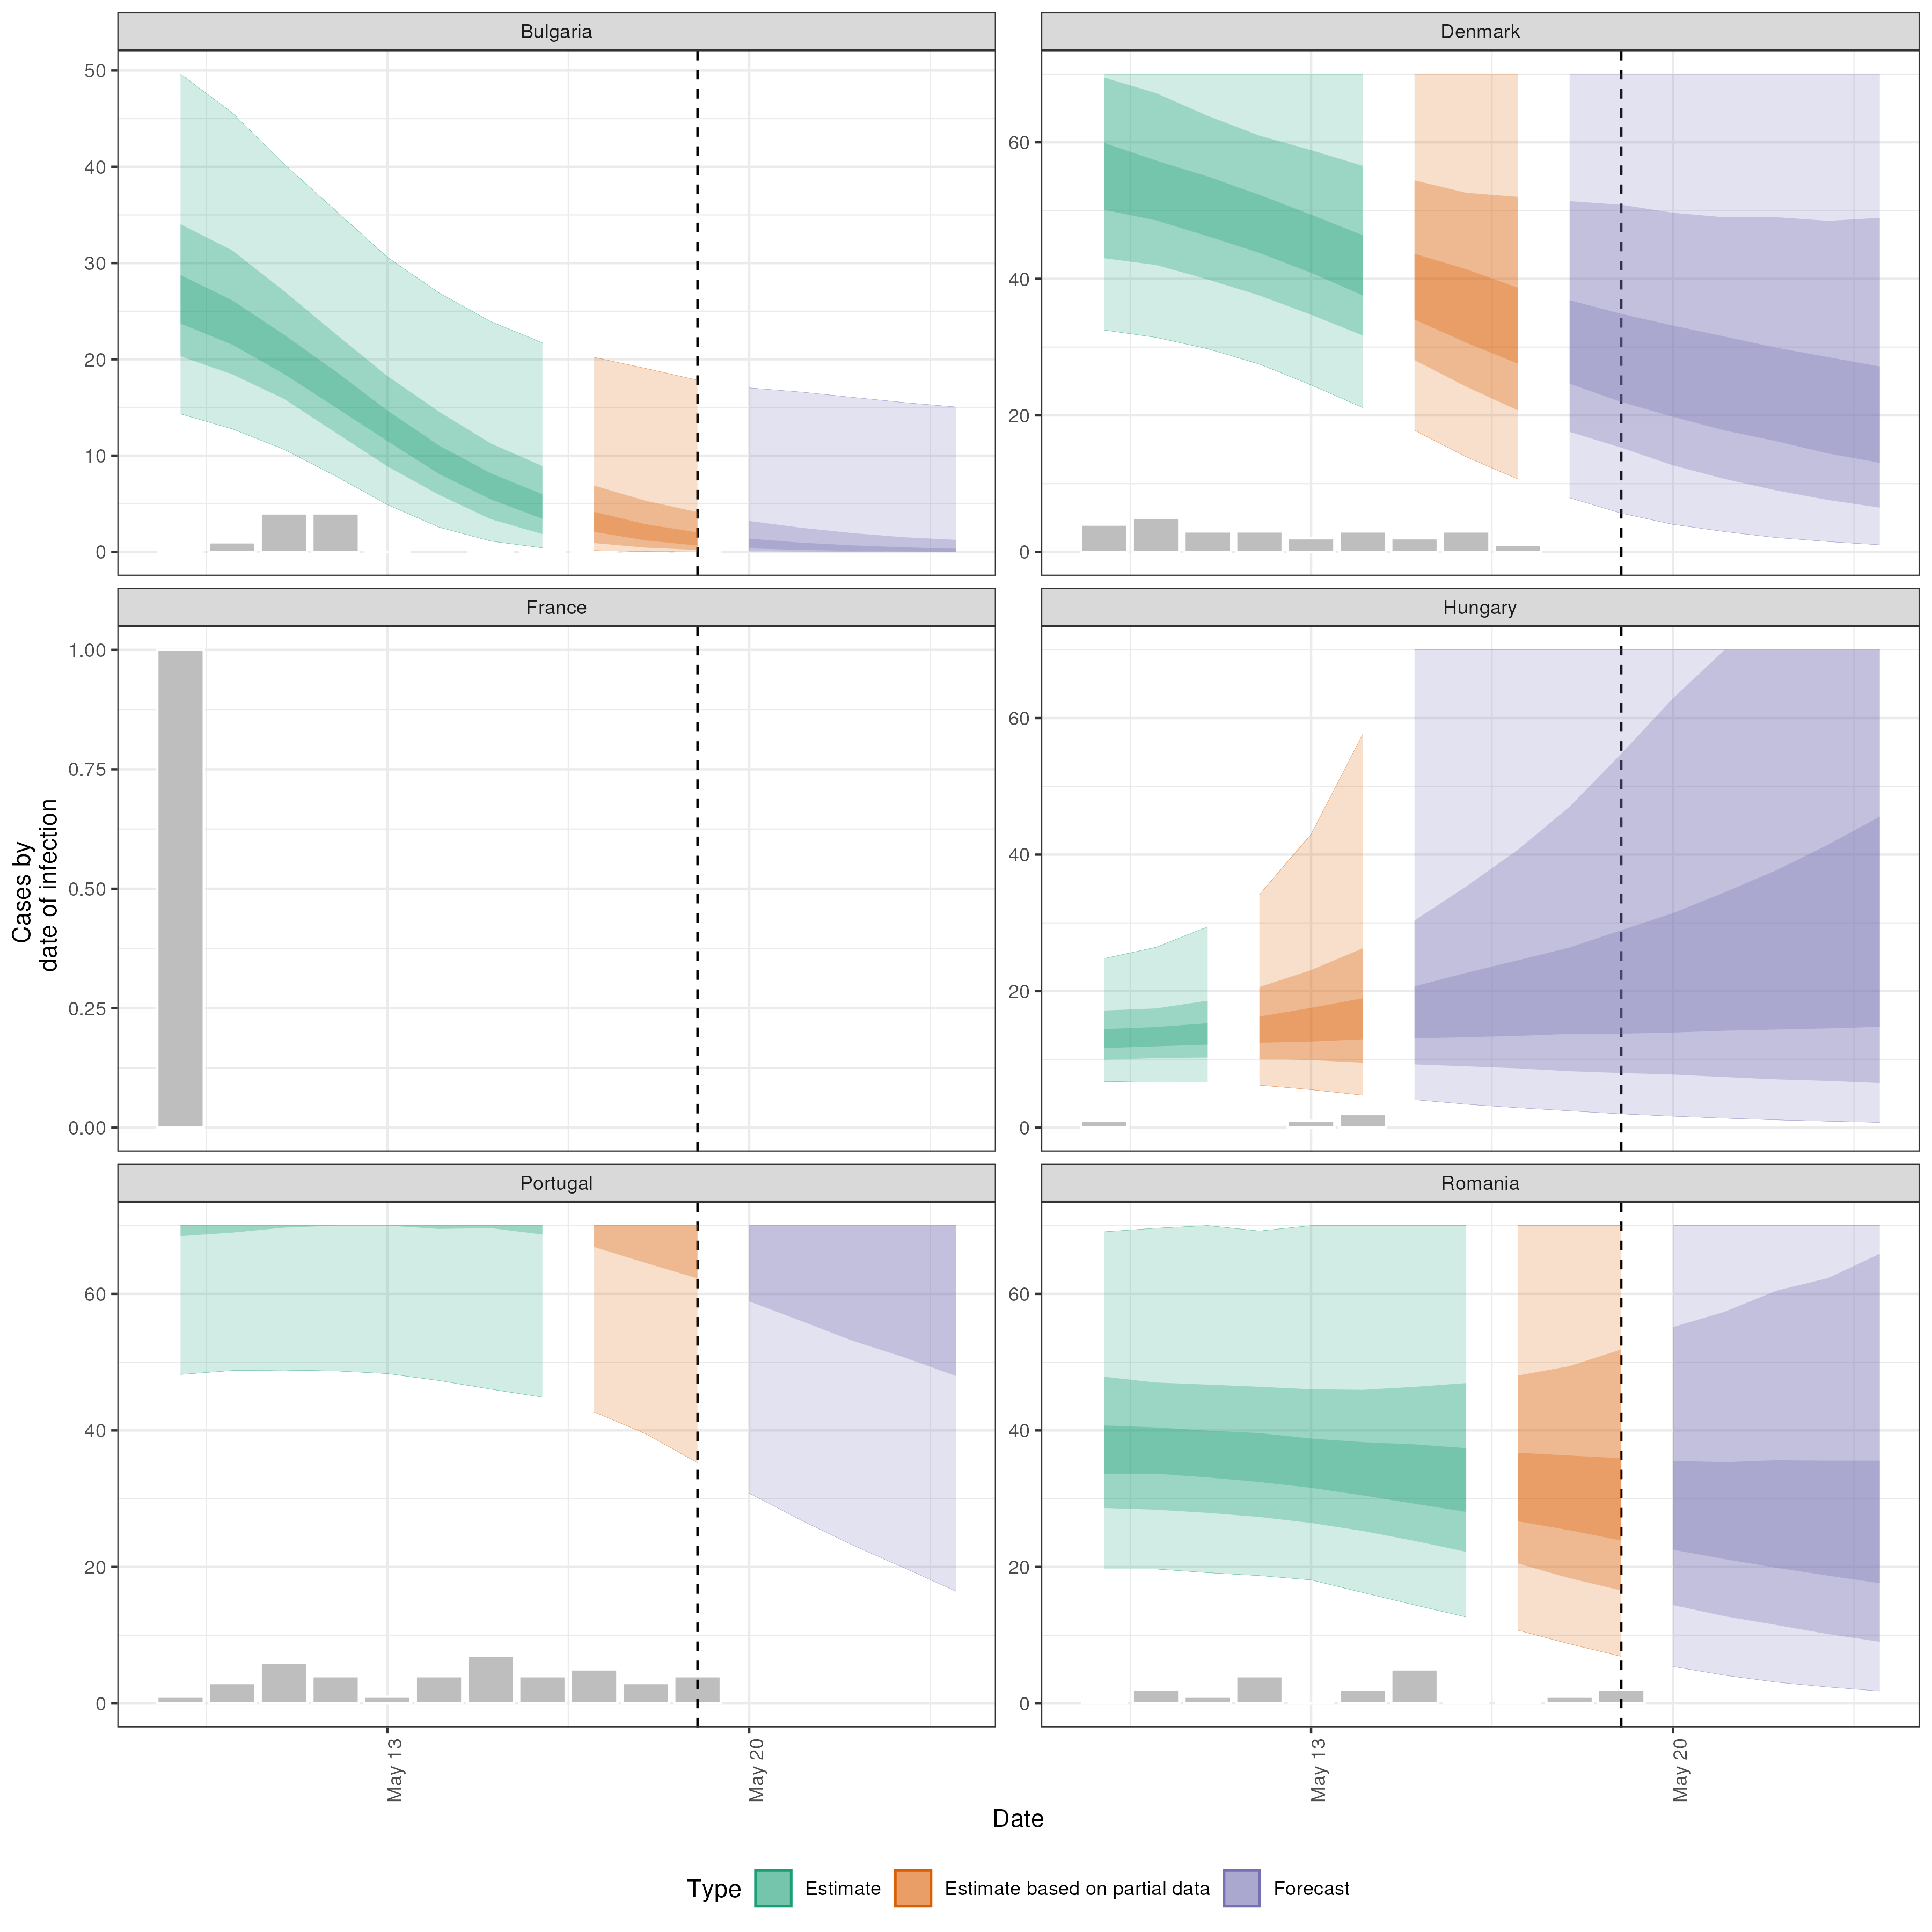 Bulgaria
Denmark
50
40
30
20
10
0
60
40
20
0
France
Hungary
Cases by
date of infection
1.00
0.75
0.50
0.25
0.00
60
40
20
0
Portugal
Romania
60
40
20
0
60
40
20
0
May 13
May 20
May 13
May 20
Date
Type Estimate Estimate based on partial data Forecast